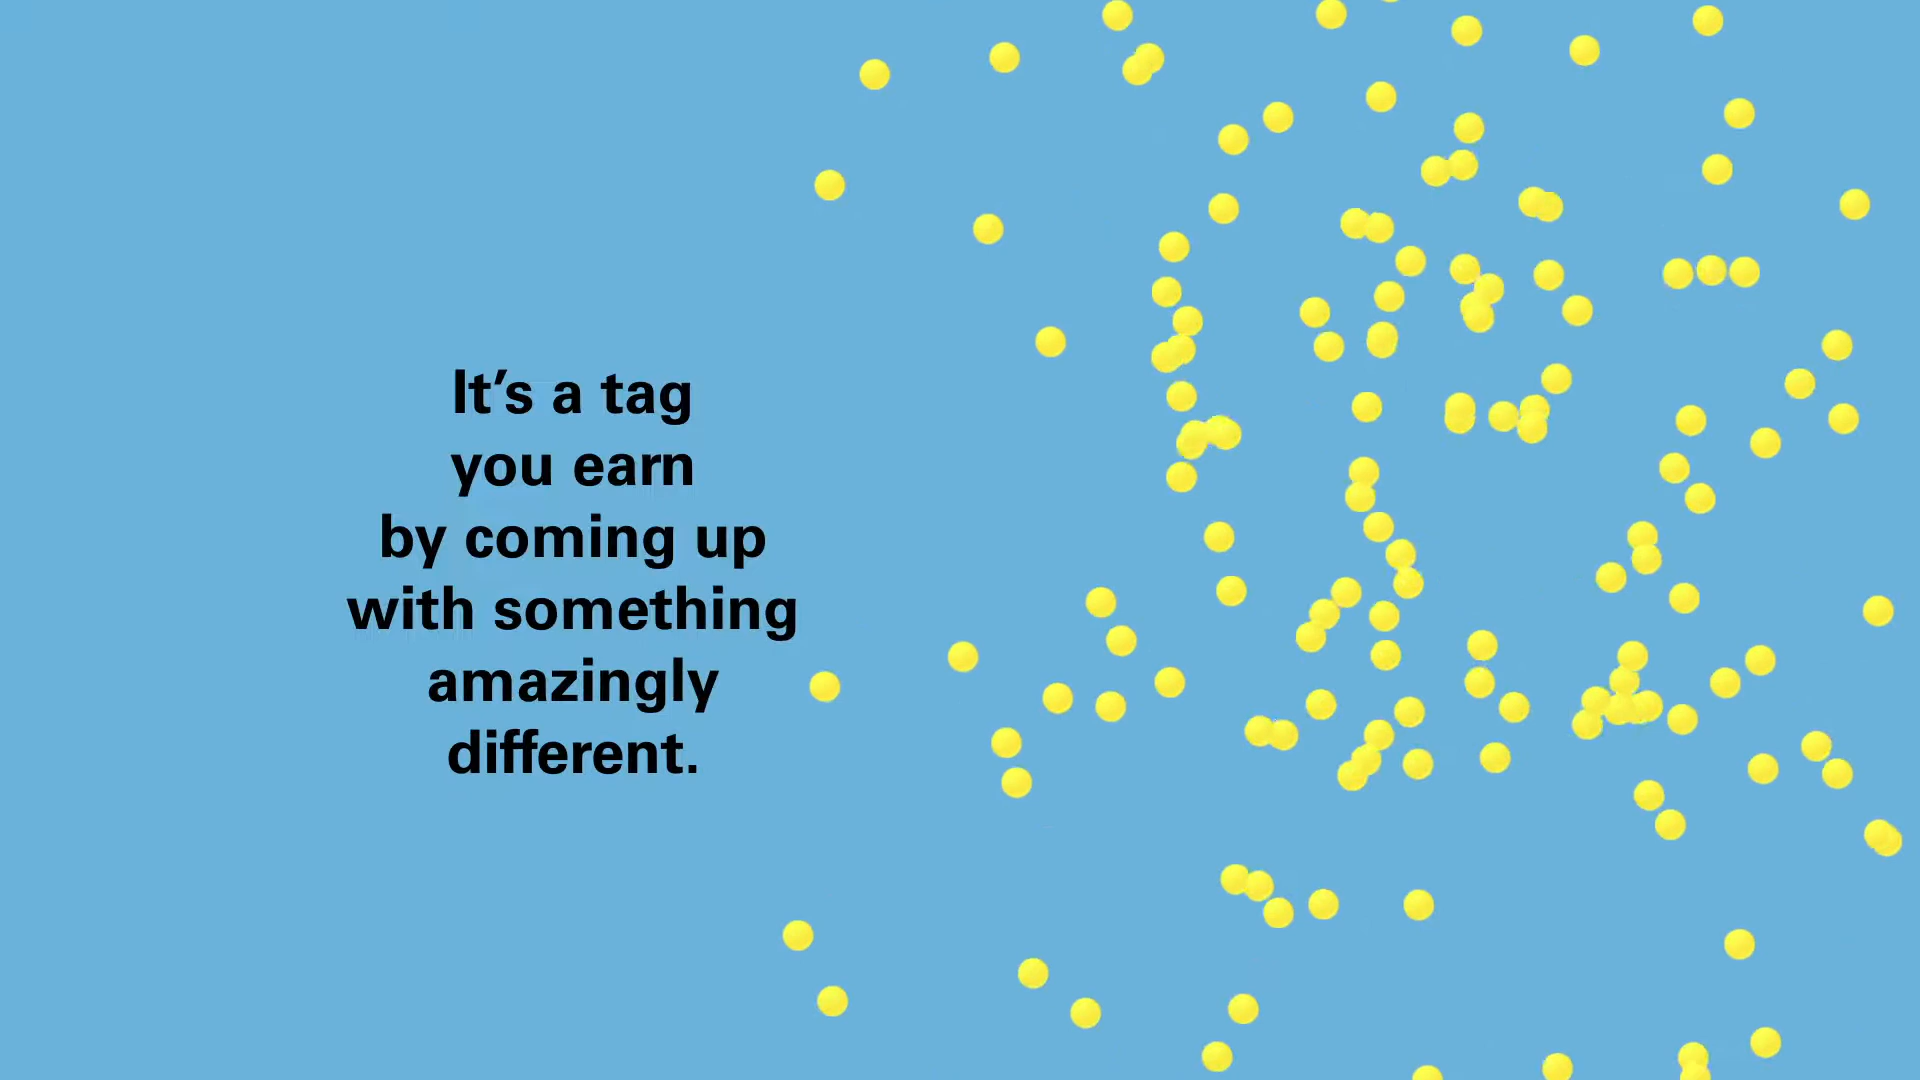 It’s a tag
you earn
by coming up
with something
amazingly
different.